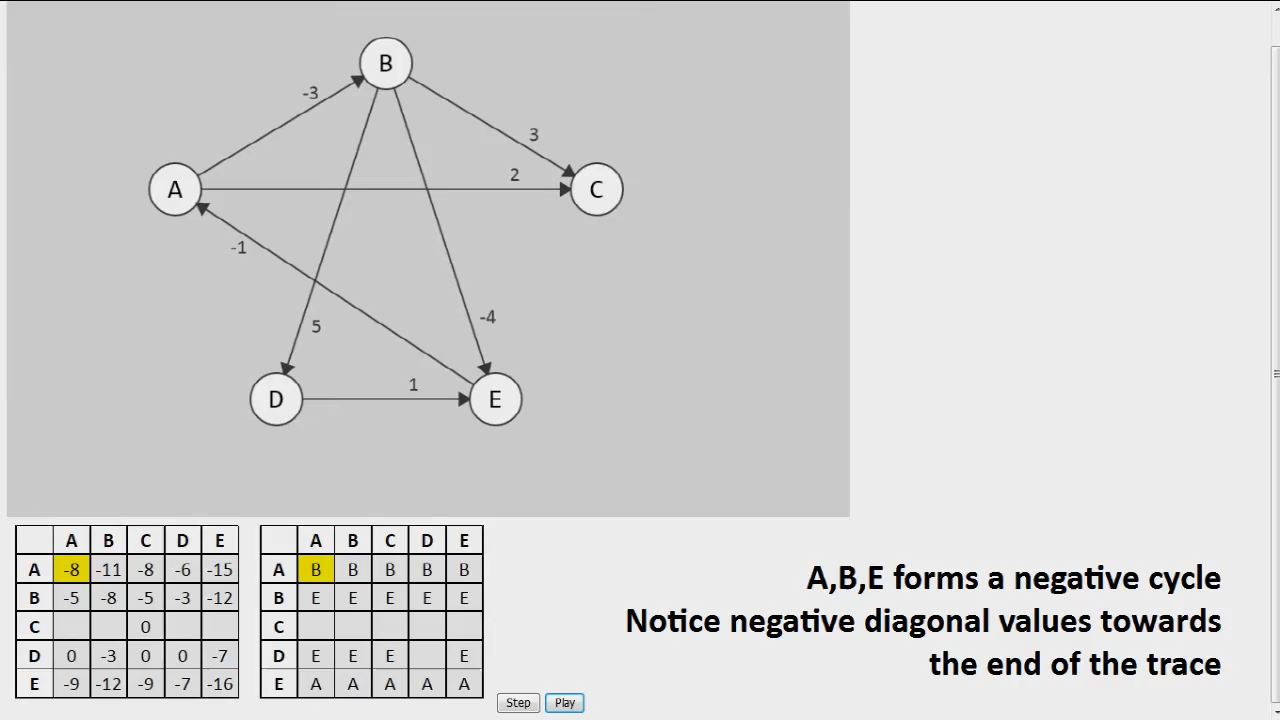 B
-3
3
2
A
C
-1
5
-4
1
D
E
A B C D E
A -8 -11 -8 -6 -15
B -5 -8 -5 -3 -12
C 0
D 0 -3 0 0 -7
E -9 -12 -9 -7 -16
A B C D E
A B B B B B
B E E E E E
C
D E E E E
E A A A A A
Step Play
A,B,E forms a negative cycle
Notice negative diagonal values towards
the end of the trace